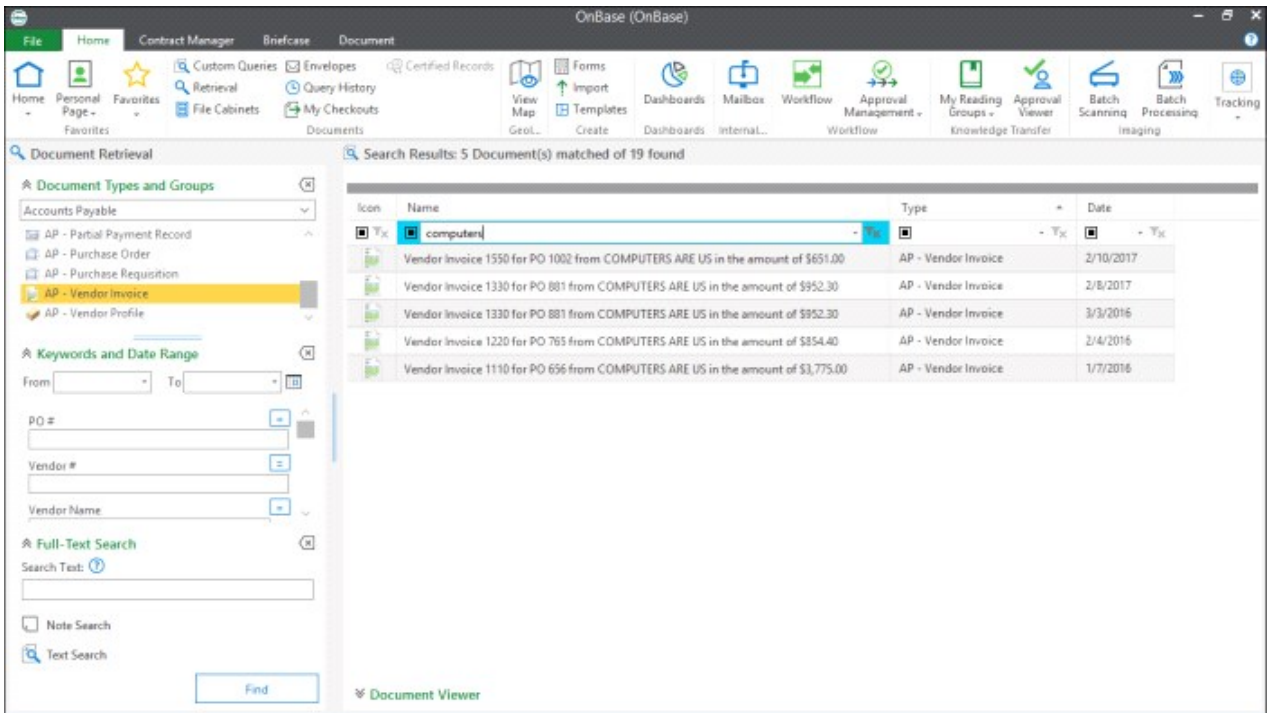 OnBase (OnBase)
File Home Contract Manager Briefcase Document
Home Personal Page Favorites Custom Queries Envelopes Certified Records View Map Forms Dashboards Mailbox Workflow Approval Management My Reading Groups Approval Viewer Batch Scanning Batch Processing Tracking
Retrieval Query History Import
File Cabinets My Checkouts Templates
Favorites Documents Geol... Create Dashboards Internal... Workflow Knowledge Transfer Imaging
Document Retrieval
Search Results: 5 Document(s) matched of 19 found
Document Types and Groups
Accounts Payable
AP - Partial Payment Record
AP - Purchase Order
AP - Purchase Requisition
AP - Vendor Invoice
AP - Vendor Profile
Keywords and Date Range
From To
PO #
Vendor #
Vendor Name
Full-Text Search
Search Text:
Note Search
Text Search
Find
Icon Name Type Date
computers
Vendor Invoice 1550 for PO 1002 from COMPUTERS ARE US in the amount of $651.00 AP - Vendor Invoice 2/10/2017
Vendor Invoice 1330 for PO 881 from COMPUTERS ARE US in the amount of $952.30 AP - Vendor Invoice 2/8/2017
Vendor Invoice 1330 for PO 881 from COMPUTERS ARE US in the amount of $952.30 AP - Vendor Invoice 3/3/2016
Vendor Invoice 1220 for PO 765 from COMPUTERS ARE US in the amount of $854.40 AP - Vendor Invoice 2/4/2016
Vendor Invoice 1110 for PO 656 from COMPUTERS ARE US in the amount of $3,775.00 AP - Vendor Invoice 1/7/2016
Document Viewer